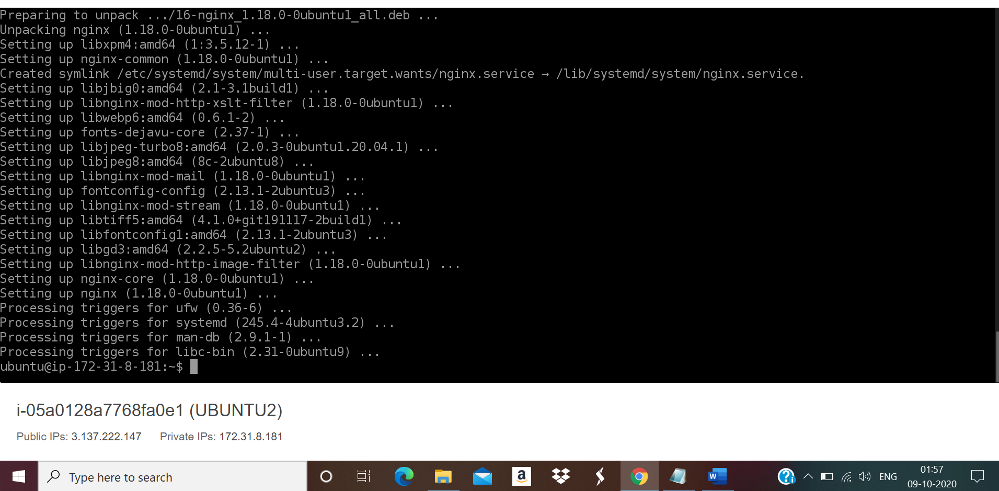 Preparing to unpack .../16-nginx_1.18.0-0ubuntu1_all.deb ...
Unpacking nginx (1.18.0-0ubuntu1) ...
Setting up libxpm4:amd64 (1:3.5.12-1) ...
Setting up nginx-common (1.18.0-0ubuntu1) ...
Created symlink /etc/systemd/system/multi-user.target.wants/nginx.service → /lib/systemd/system/nginx.service.
Setting up libjbig0:amd64 (2.1-3.1build1) ...
Setting up libnginx-mod-http-xslt-filter (1.18.0-0ubuntu1) ...
Setting up libwebp6:amd64 (0.6.1-2) ...
Setting up fonts-dejavu-core (2.37-1) ...
Setting up libjpeg-turbo8:amd64 (2.0.3-0ubuntu1.20.04.1) ...
Setting up libjpeg8:amd64 (8c-2ubuntu8) ...
Setting up libnginx-mod-mail (1.18.0-0ubuntu1) ...
Setting up fontconfig-config (2.13.1-2ubuntu3) ...
Setting up libnginx-mod-stream (1.18.0-0ubuntu1) ...
Setting up libtiff5:amd64 (4.1.0+git191117-2build1) ...
Setting up libfontconfig1:amd64 (2.13.1-2ubuntu3) ...
Setting up libgd3:amd64 (2.2.5-5.2ubuntu2) ...
Setting up libnginx-mod-http-image-filter (1.18.0-0ubuntu1) ...
Setting up nginx-core (1.18.0-0ubuntu1) ...
Setting up nginx (1.18.0-0ubuntu1) ...
Processing triggers for ufw (0.36-6) ...
Processing triggers for systemd (245.4-4ubuntu3.2) ...
Processing triggers for man-db (2.9.1-1) ...
Processing triggers for libc-bin (2.31-0ubuntu9) ...
ubuntu@ip-172-31-8-181:~$
i-05a0128a7768fa0e1 (UBUNTU2)
Public IPs: 3.137.222.147 Private IPs: 172.31.8.181
Type here to search
a
W
ENG
01:57
09-10-2020